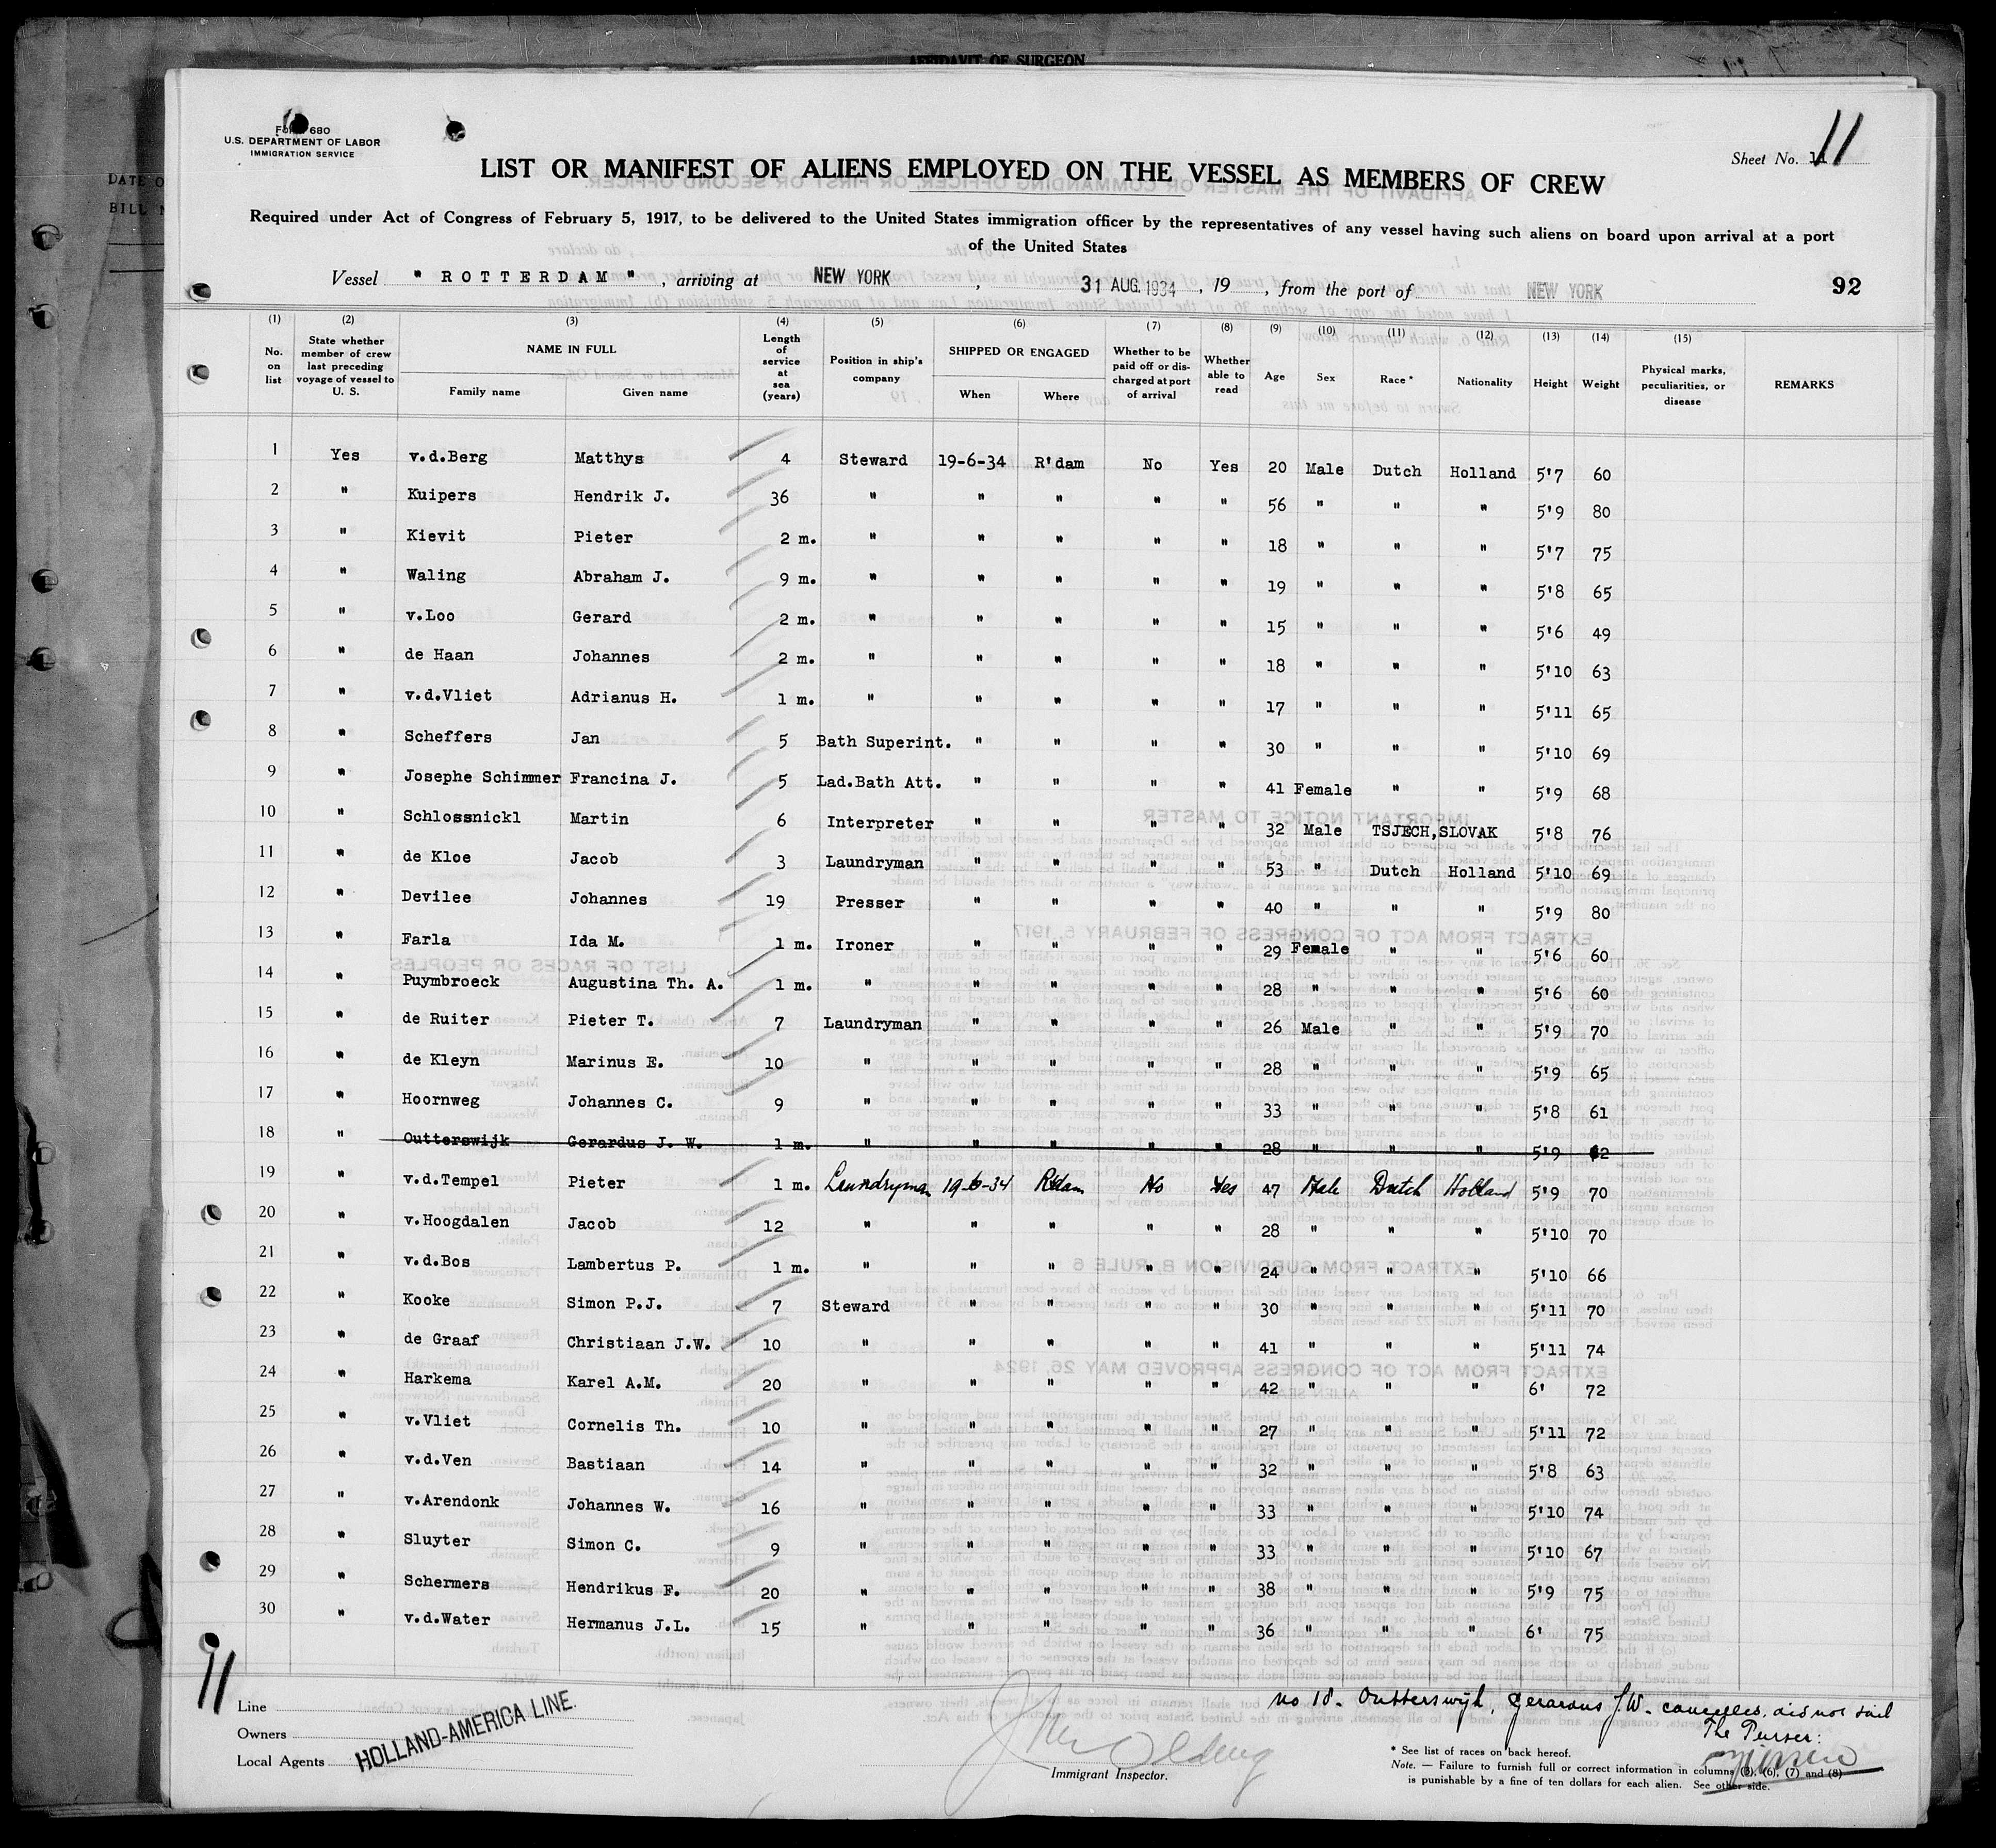 AFFIDAVIT OF SURGEON
680
U.S. DEPARTMENT OF LABOR
IMMIGRATION SERVICE
Sheet No. 11
11
LIST OR MANIFEST OF ALIENS EMPLOYED ON THE VESSEL AS MEMBERS OF CREW
Required under Act of Congress of February 5, 1917, to be delivered to the United States immigration officer by the representatives of any vessel having such aliens on board upon arrival at a port
of the United States
Vessel "ROTTERDAM", arriving at NEW YORK, 31 AUG. 1934, 19, from the port of NEW YORK 92
(1) (2) (3) (4) (5) (6) (7) (8) (9) (10) (11) (12) (13) (14) (15)
No. on list | State whether member of crew last preceding voyage of vessel to U. S. | NAME IN FULL Family name Given name | Length of service at sea (years) | Position in ship's company | SHIPPED OR ENGAGED When Where | Whether to be paid off or discharged at port of arrival | Whether able to read | Age | Sex | Race * | Nationality | Height | Weight | Physical marks, peculiarities, or disease | REMARKS
1 Yes v.d.Berg Matthys 4 Steward 19-6-34 R'dam No Yes 20 Male Dutch Holland 5'7 60
2 " Kuipers Hendrik J. 36 " " " " " 56 " " " 5'9 80
3 " Kievit Pieter 2 m. " " " " " 18 " " " 5'7 75
4 " Waling Abraham J. 9 m. " " " " " 19 " " " 5'8 65
5 " v.Loo Gerard 2 m. " " " " " 15 " " " 5'6 49
6 " de Haan Johannes 2 m. " " " " " 18 " " " 5'10 63
7 " v.d.Vliet Adrianus H. 1 m. " " " " " 17 " " " 5'11 65
8 " Scheffers Jan 5 Bath Superint. " " " " 30 " " " 5'10 69
9 " Josephe Schimmer Francina J. 5 Lad.Bath Att. " " " " 41 Female " " 5'9 68
10 " Schlossnickl Martin 6 Interpreter " " " " 32 Male TSJECH,SLOVAK 5'8 76
11 " de Kloe Jacob 3 Laundryman " " " " 53 " Dutch Holland 5'10 69
12 " Devilee Johannes 19 Presser " " " " 40 " " " 5'9 80
13 " Farla Ida M. 1 m. Ironer " " " " 29 Female " " 5'6 60
14 " Puymbroeck Augustina Th. A. 1 m. " " " " " 28 " " " 5'6 60
15 " de Ruiter Pieter T. 7 Laundryman " " " " 26 Male " " 5'9 70
16 " de Kleyn Marinus E. 10 " " " " " 28 " " " 5'9 65
17 " Hoornweg Johannes C. 9 " " " " " 33 " " " 5'8 61
18 " Outterswijk Gerardus J. W. 1 m. " " " " " 28 " " " 5'9 62
19 " v.d.Tempel Pieter 1 m. Laundryman 19-6-34 R'dam No Yes 47 Male Dutch Holland 5'9 70
20 " v.Hoogdalen Jacob 12 " " " " " 28 " " " 5'10 70
21 " v.d.Bos Lambertus P. 1 m. " " " " " 24 " " " 5'10 66
22 " Kooke Simon P.J. 7 Steward " " " " 30 " " " 5'11 70
23 " de Graaf Christiaan J.W. 10 " " " " " 41 " " " 5'11 74
24 " Harkema Karel A.M. 20 " " " " " 42 " " " 6' 72
25 " v.Vliet Cornelis Th. 10 " " " " " 27 " " " 5'11 72
26 " v.d.Ven Bastiaan 14 " " " " " 32 " " " 5'8 63
27 " v.Arendonk Johannes W. 16 " " " " " 33 " " " 5'10 74
28 " Sluyter Simon C. 9 " " " " " 33 " " " 5'10 67
29 " Schermers Hendrikus F. 20 " " " " " 38 " " " 5'9 75
30 " v.d.Water Hermanus J.L. 15 " " " " " 36 " " " 6' 75
Line
Owners
Local Agents
HOLLAND-AMERICA LINE.
Immigrant Inspector.
no 18. Outterswijk, Gerardus J.W. cancelled, did not sail
The Purser:
* See list of races on back hereof.
Note. — Failure to furnish full or correct information in columns (3), (6), (7) and (8)
is punishable by a fine of ten dollars for each alien. See other side.